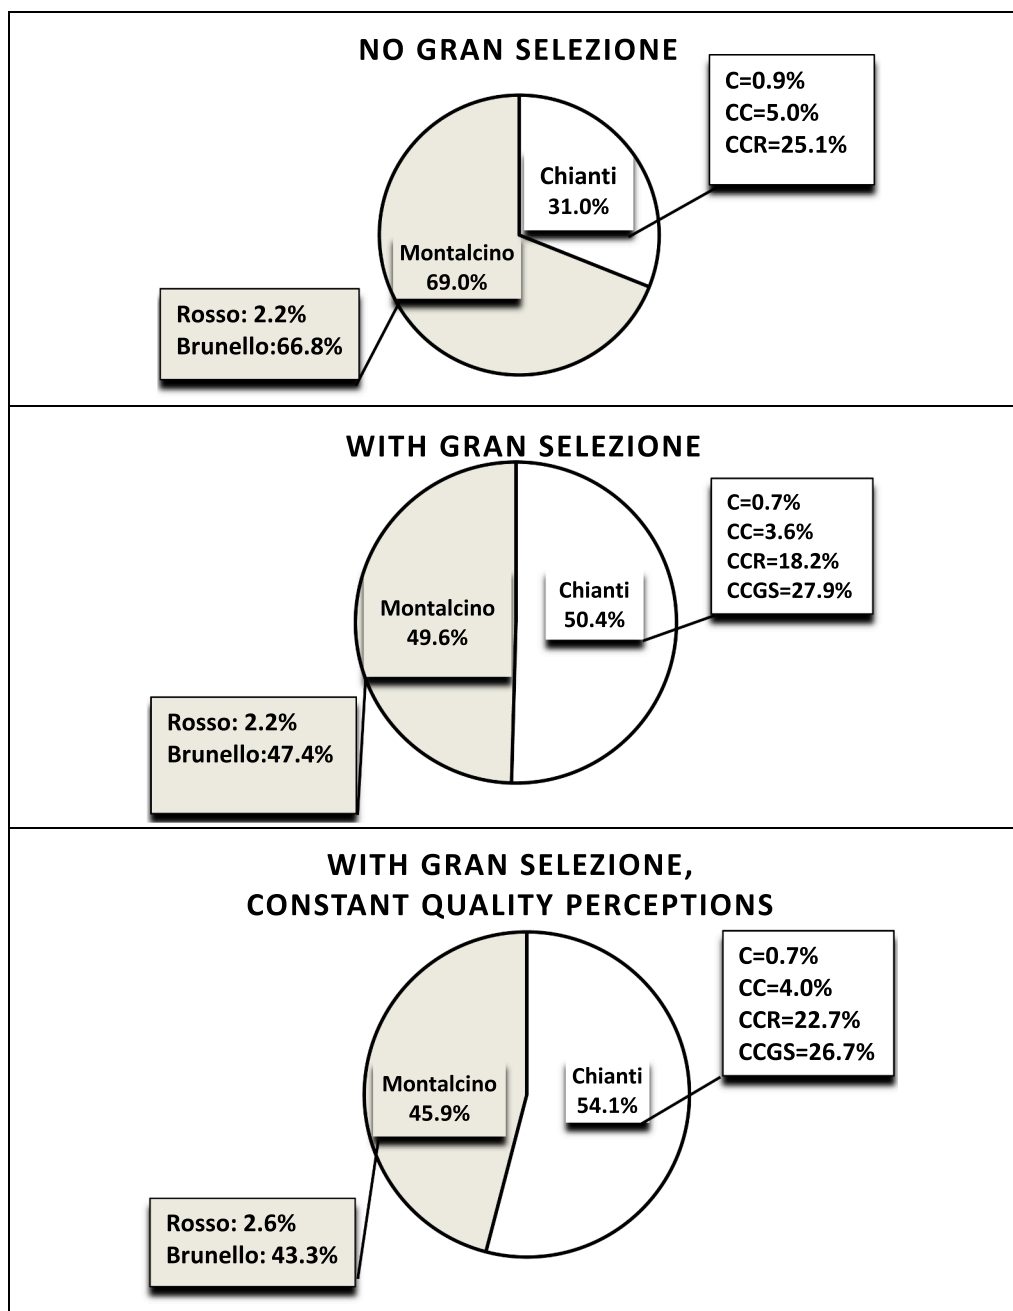 NO GRAN SELEZIONE
C=0.9%
CC=5.0%
CCR=25.1%
Chianti
31.0%
Montalcino
69.0%
Rosso: 2.2%
Brunello:66.8%
WITH GRAN SELEZIONE
C=0.7%
CC=3.6%
CCR=18.2%
CCGS=27.9%
Chianti
50.4%
Montalcino
49.6%
Rosso: 2.2%
Brunello:47.4%
WITH GRAN SELEZIONE,
CONSTANT QUALITY PERCEPTIONS
C=0.7%
CC=4.0%
CCR=22.7%
CCGS=26.7%
Chianti
54.1%
Montalcino
45.9%
Rosso: 2.6%
Brunello: 43.3%